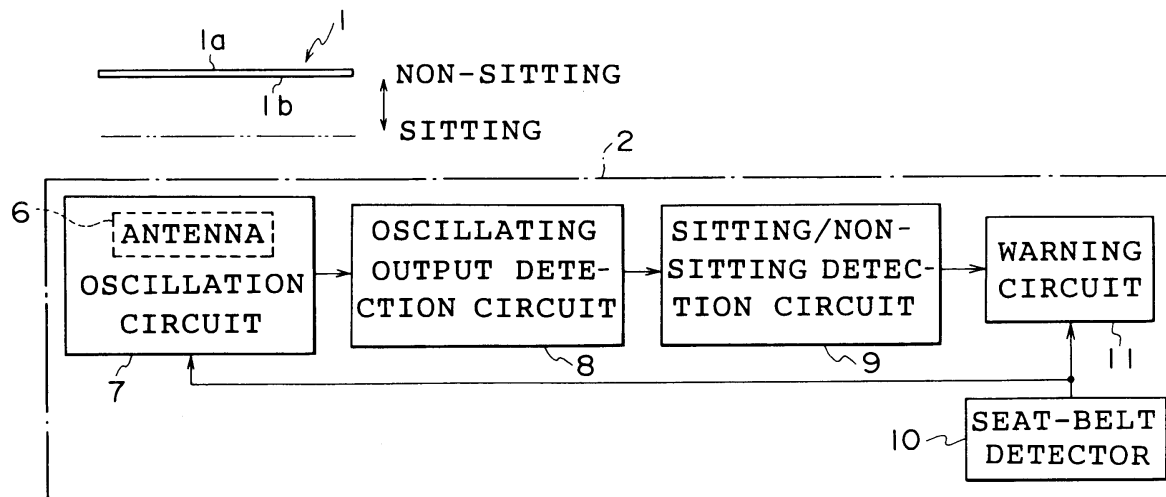 1
1a
1b
NON-SITTING
SITTING
2
6
ANTENNA
OSCILLATION
CIRCUIT
7
OSCILLATING
OUTPUT DETE-
CTION CIRCUIT
8
SITTING/NON-
SITTING DETEC-
TION CIRCUIT
9
WARNING
CIRCUIT
11
10
SEAT-BELT
DETECTOR